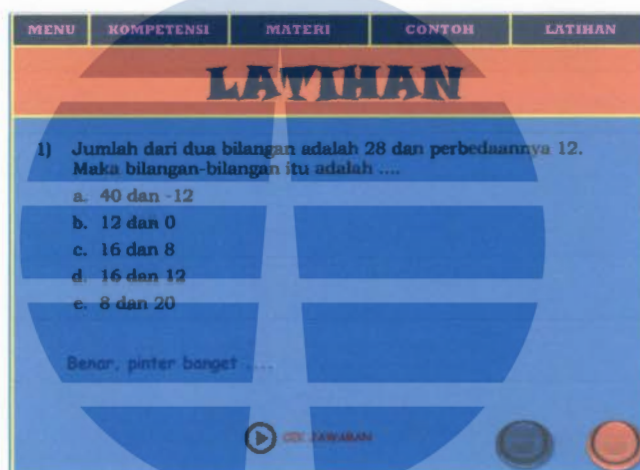 MENU KOMPETENSI MATERI CONTOH LATIHAN
LATIHAN
1) Jumlah dari dua bilangan adalah 28 dan perbedaannya 12.
Maka bilangan-bilangan itu adalah ....
a. 40 dan -12
b. 12 dan 0
c. 16 dan 8
d. 16 dan 12
e. 8 dan 20
Benar, pinter banget ....
CEK JAWABAN